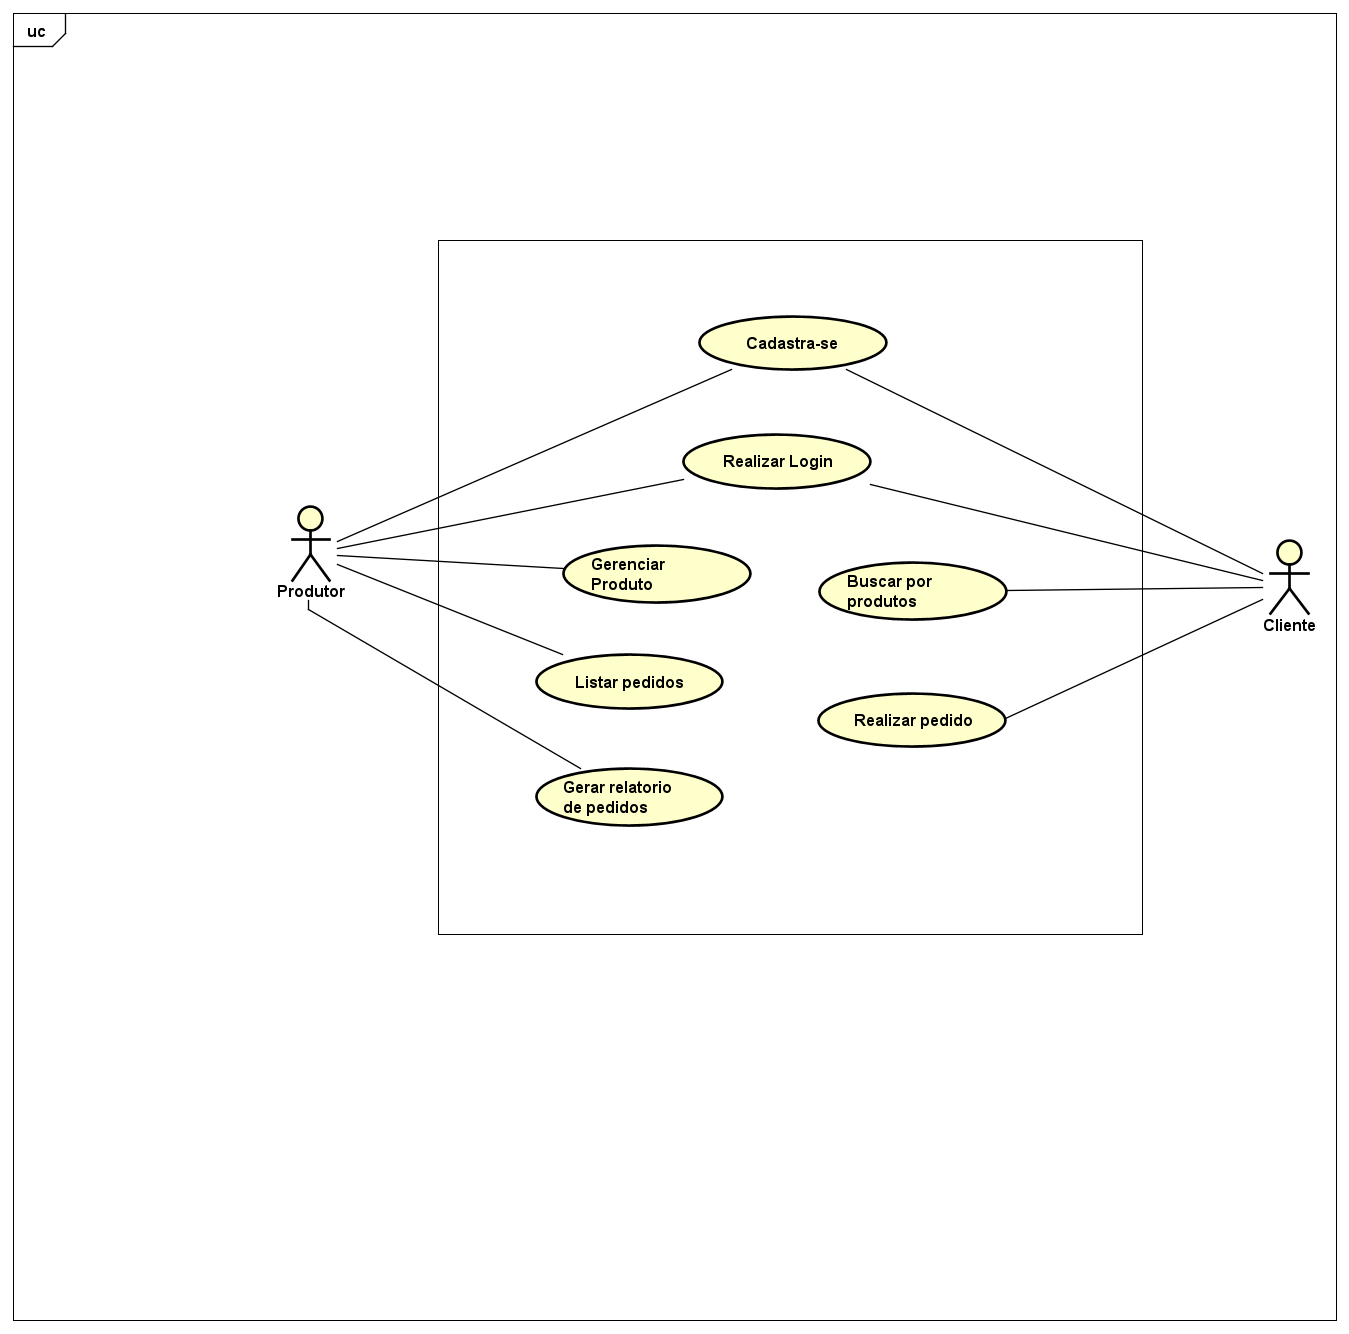 uc
Cadastra-se
Realizar Login
Gerenciar
Produto
Buscar por
produtos
Produtor
Cliente
Listar pedidos
Realizar pedido
Gerar relatorio
de pedidos